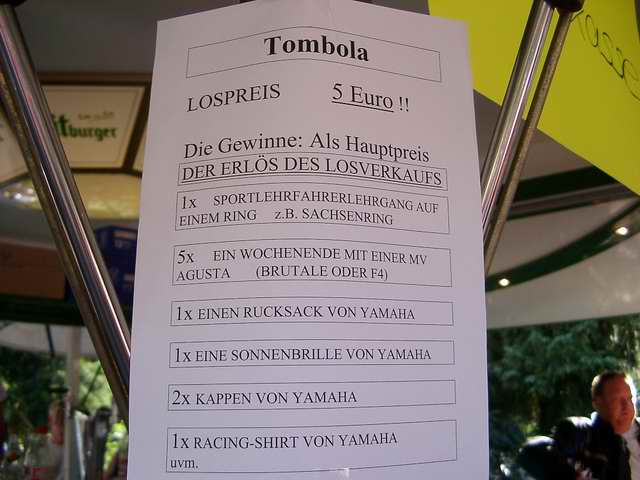 Tombola
LOSPREIS 5 Euro !!
Die Gewinne: Als Hauptpreis
DER ERLÖS DES LOSVERKAUFS
1x SPORTLEHRFAHRERLEHRGANG AUF
EINEM RING z.B. SACHSENRING
5x EIN WOCHENENDE MIT EINER MV
AGUSTA (BRUTALE ODER F4)
1x EINEN RUCKSACK VON YAMAHA
1x EINE SONNENBRILLE VON YAMAHA
2x KAPPEN VON YAMAHA
1x RACING-SHIRT VON YAMAHA
uvm.
tburger